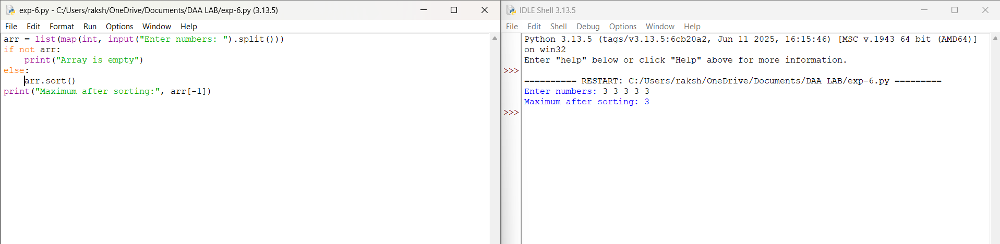 exp-6.py - C:/Users/raksh/OneDrive/Documents/DAA LAB/exp-6.py (3.13.5)
File Edit Format Run Options Window Help
arr = list(map(int, input("Enter numbers: ").split()))
if not arr:
    print("Array is empty")
else:
    arr.sort()
print("Maximum after sorting:", arr[-1])
IDLE Shell 3.13.5
File Edit Shell Debug Options Window Help
Python 3.13.5 (tags/v3.13.5:6cb20a2, Jun 11 2025, 16:15:46) [MSC v.1943 64 bit (AMD64)]
on win32
Enter "help" below or click "Help" above for more information.
>>>
========== RESTART: C:/Users/raksh/OneDrive/Documents/DAA LAB/exp-6.py =========
Enter numbers: 3 3 3 3 3
Maximum after sorting: 3
>>>